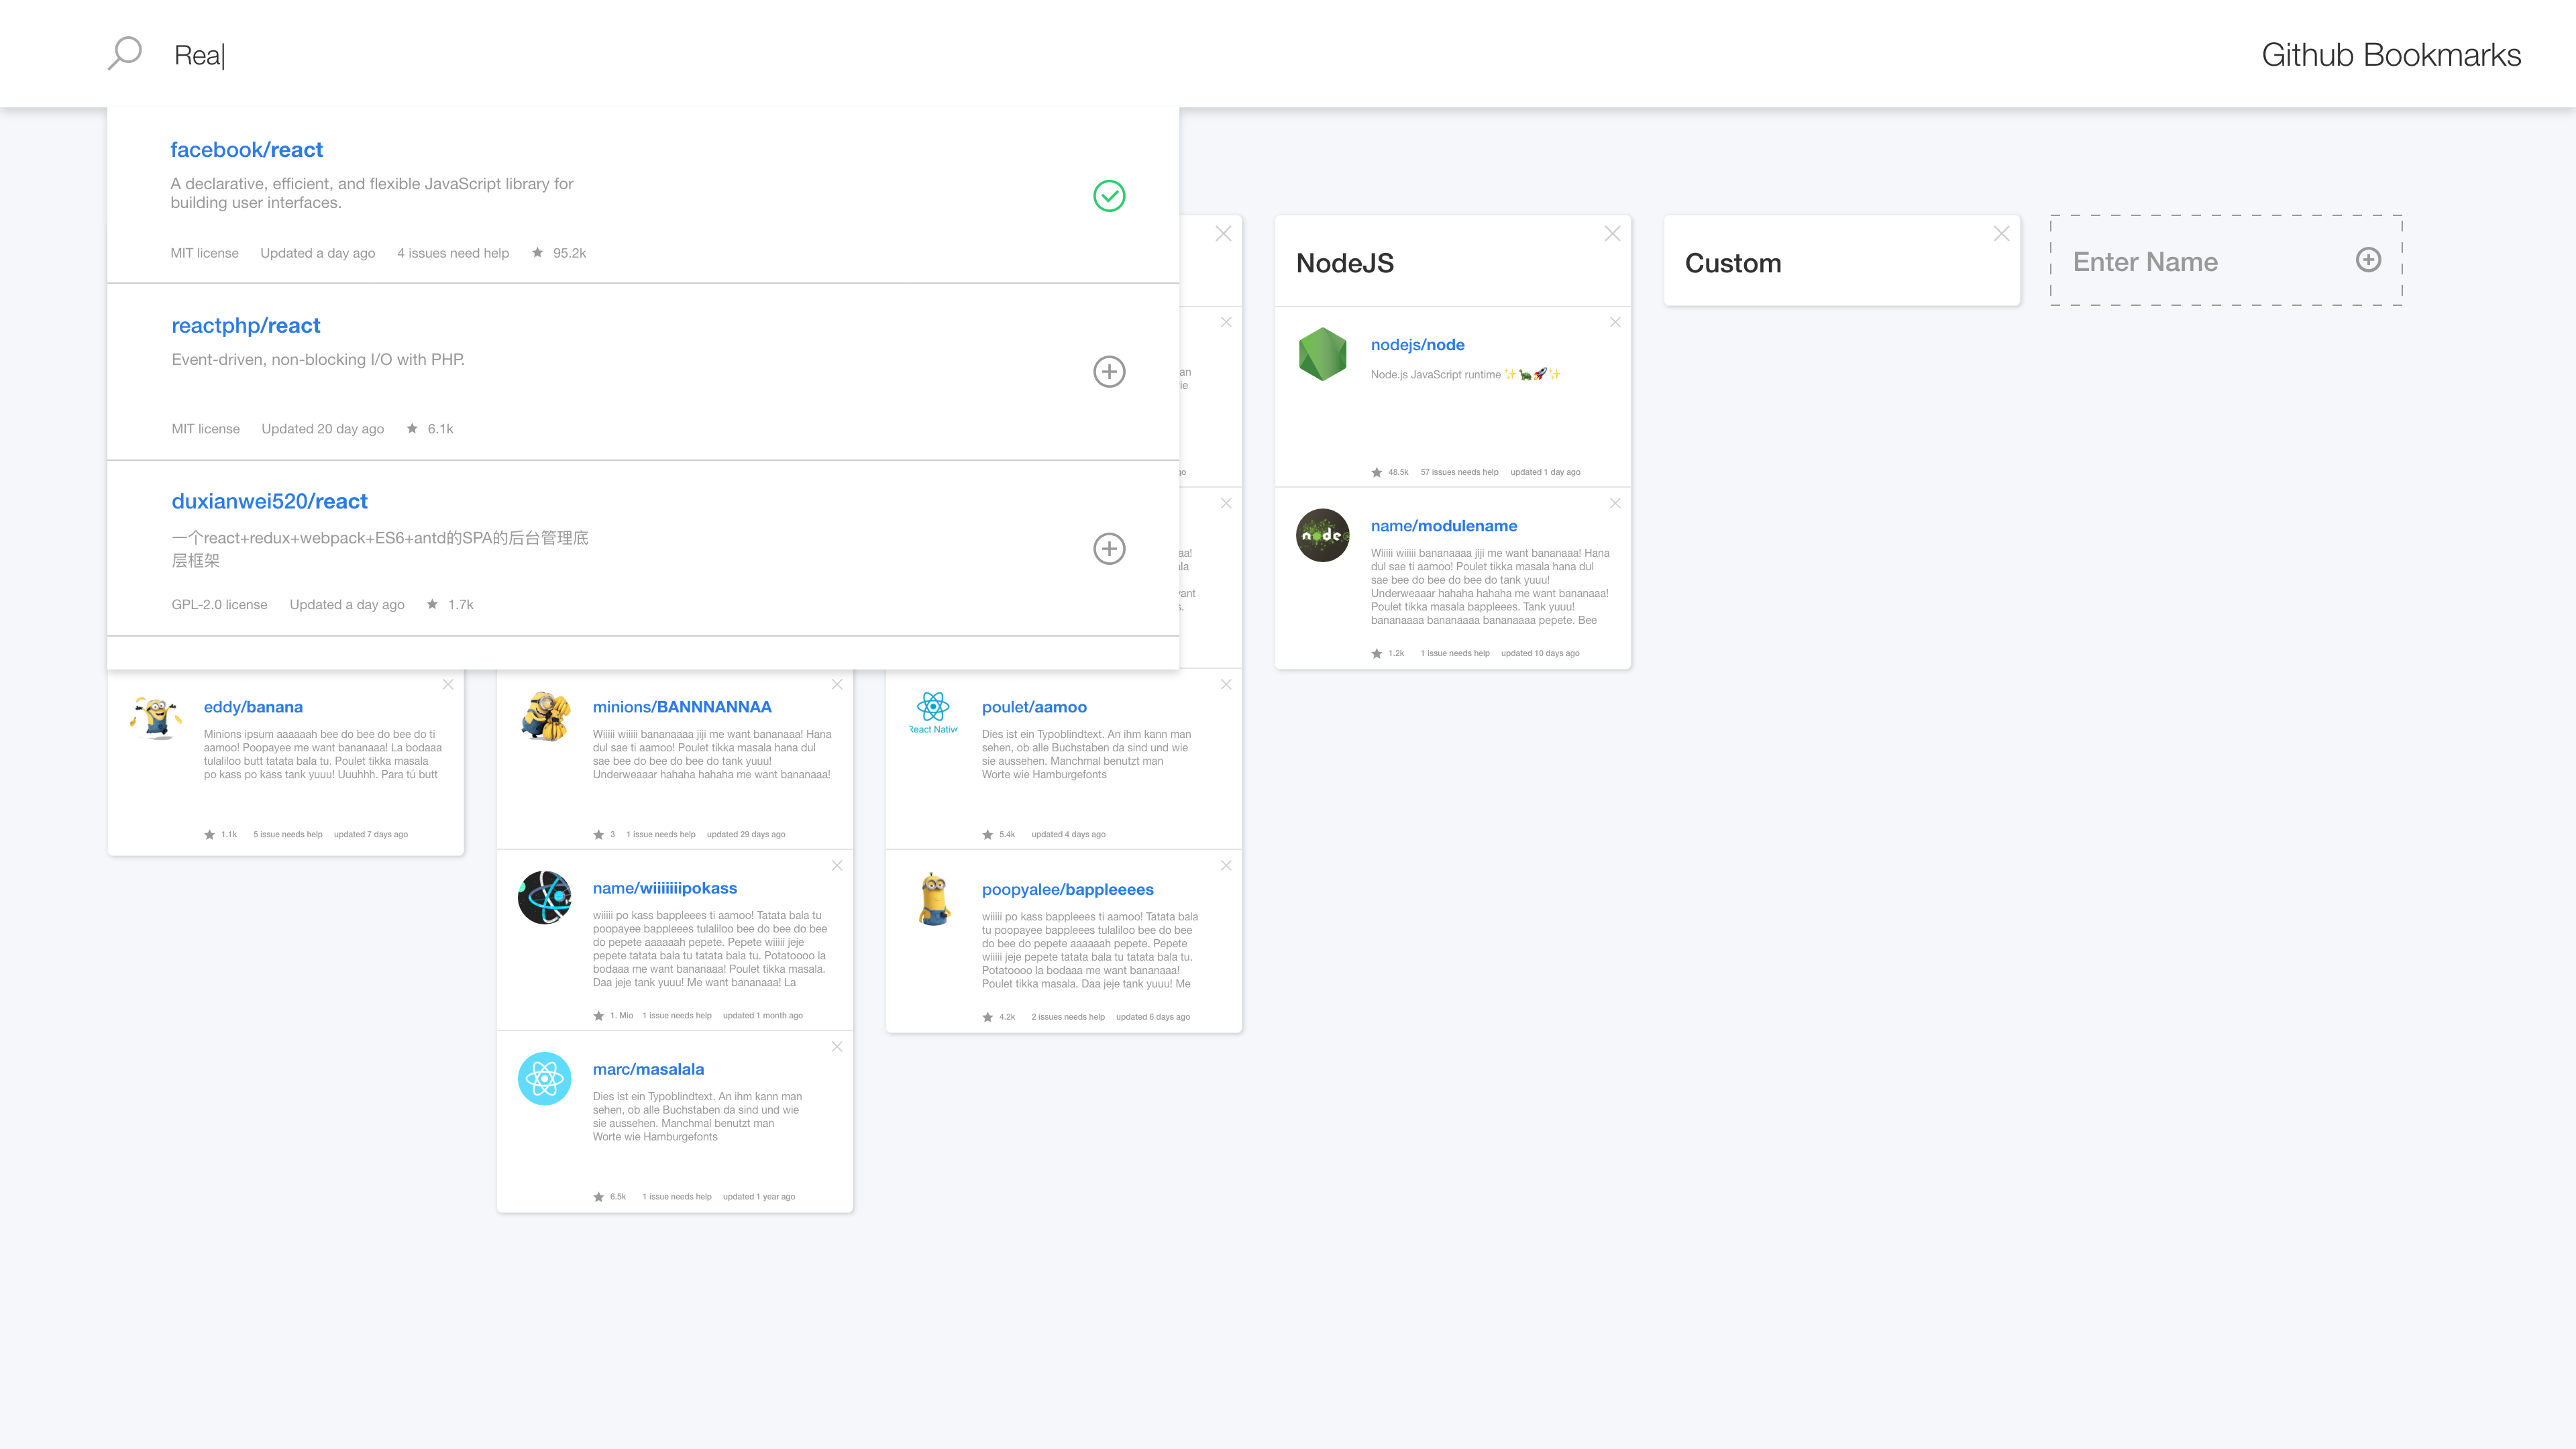 Rea
Github Bookmarks
facebook/react
A declarative, efficient, and flexible JavaScript library for
building user interfaces.
MIT license Updated a day ago 4 issues need help 95.2k
reactphp/react
Event-driven, non-blocking I/O with PHP.
MIT license Updated 20 day ago 6.1k
duxianwei520/react
一个react+redux+webpack+ES6+antd的SPA的后台管理底
层框架
GPL-2.0 license Updated a day ago 1.7k
eddy/banana
Minions ipsum aaaaaah bee do bee do bee do ti
aamoo! Poopayee me want bananaaa! La bodaaa
tulaliloo butt tatata bala tu. Poulet tikka masala
po kass po kass tank yuuu! Uuuhhh. Para tú butt
1.1k 5 issue needs help updated 7 days ago
minions/BANNNANNAA
Wiiiii wiiiii bananaaaa jiji me want bananaaa! Hana
dul sae ti aamoo! Poulet tikka masala hana dul
sae bee do bee do bee do tank yuuu!
Underweaaar hahaha hahaha me want bananaaa!
3 1 issue needs help updated 29 days ago
name/wiiiiiiipokass
wiiiii po kass bappleees ti aamoo! Tatata bala tu
poopayee bappleees tulaliloo bee do bee do bee
do pepete aaaaaah pepete. Pepete wiiiii jeje
pepete tatata bala tu tatata bala tu. Potatoooo la
bodaaa me want bananaaa! Poulet tikka masala.
Daa jeje tank yuuu! Me want bananaaa! La
1. Mio 1 issue needs help updated 1 month ago
marc/masalala
Dies ist ein Typoblindtext. An ihm kann man
sehen, ob alle Buchstaben da sind und wie
sie aussehen. Manchmal benutzt man
Worte wie Hamburgefonts
6.5k 1 issue needs help updated 1 year ago
an
ie
go
aa!
ala
vant
s.
React Nativ
poulet/aamoo
Dies ist ein Typoblindtext. An ihm kann man
sehen, ob alle Buchstaben da sind und wie
sie aussehen. Manchmal benutzt man
Worte wie Hamburgefonts
5.4k updated 4 days ago
poopyalee/bappleeees
wiiiii po kass bappleees ti aamoo! Tatata bala
tu poopayee bappleees tulaliloo bee do bee
do bee do pepete aaaaaah pepete. Pepete
wiiiii jeje pepete tatata bala tu tatata bala tu.
Potatoooo la bodaaa me want bananaaa!
Poulet tikka masala. Daa jeje tank yuuu! Me
4.2k 2 issues needs help updated 6 days ago
NodeJS
nodejs/node
Node.js JavaScript runtime ✨🐢🚀✨
48.5k 57 issues needs help updated 1 day ago
node
name/modulename
Wiiiii wiiiii bananaaaa jiji me want bananaaa! Hana
dul sae ti aamoo! Poulet tikka masala hana dul
sae bee do bee do bee do tank yuuu!
Underweaaar hahaha hahaha me want bananaaa!
Poulet tikka masala bappleees. Tank yuuu!
bananaaaa bananaaaa bananaaaa pepete. Bee
1.2k 1 issue needs help updated 10 days ago
Custom
Enter Name